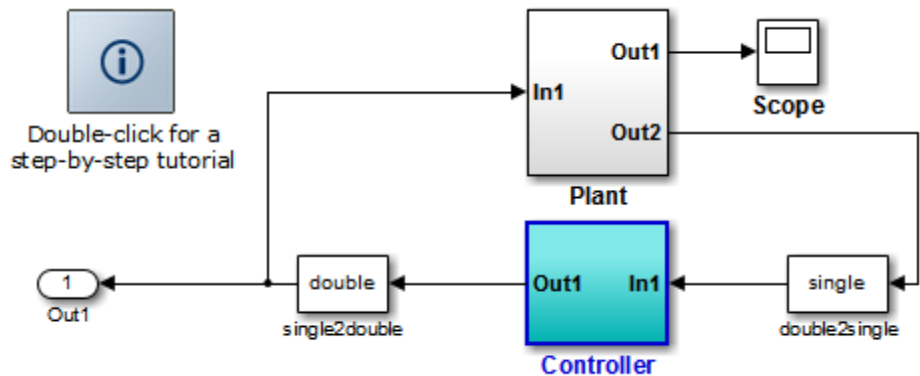 Double-click for a
step-by-step tutorial
Out1
In1
Out2
Plant
Scope
1
Out1
double
single2double
Out1 In1
Controller
single
double2single